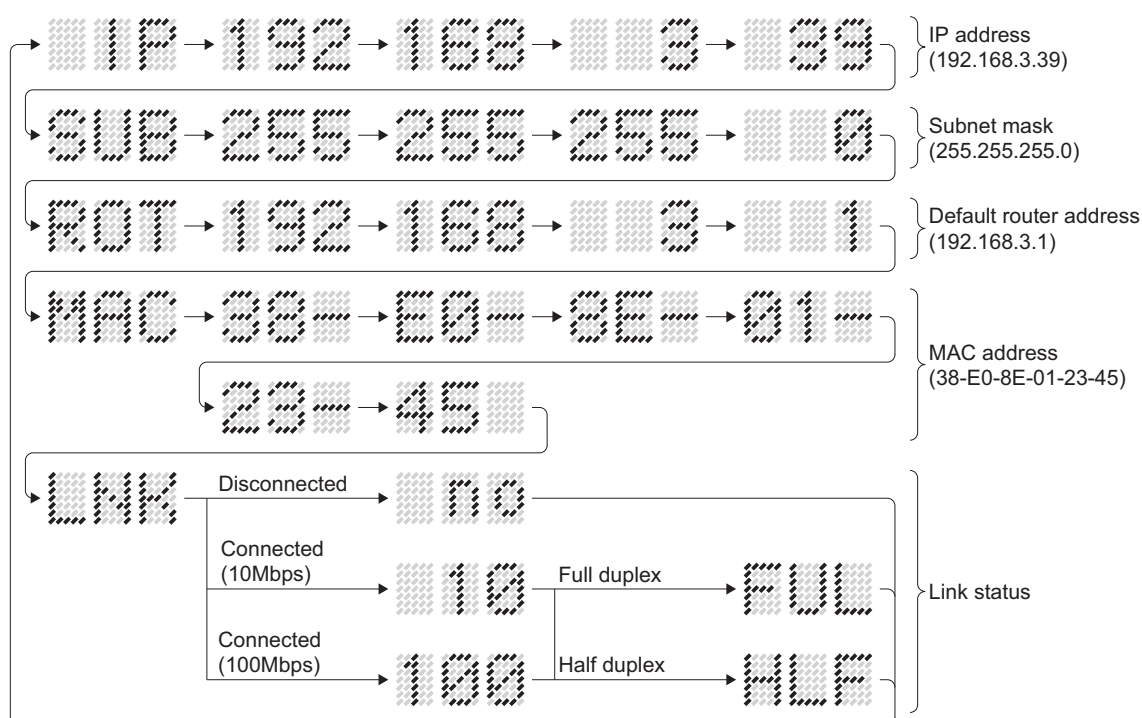 IP 192 168 3 39 IP address
(192.168.3.39)
SUB 255 255 255 0 Subnet mask
(255.255.255.0)
ROT 192 168 3 1 Default router address
(192.168.3.1)
MAC 38- E0- 8E- 01-
23- 45
MAC address
(38-E0-8E-01-23-45)
LNK Disconnected no
Connected
(10Mbps) 10 Full duplex FUL
Link status
Connected
(100Mbps) 100 Half duplex HLF